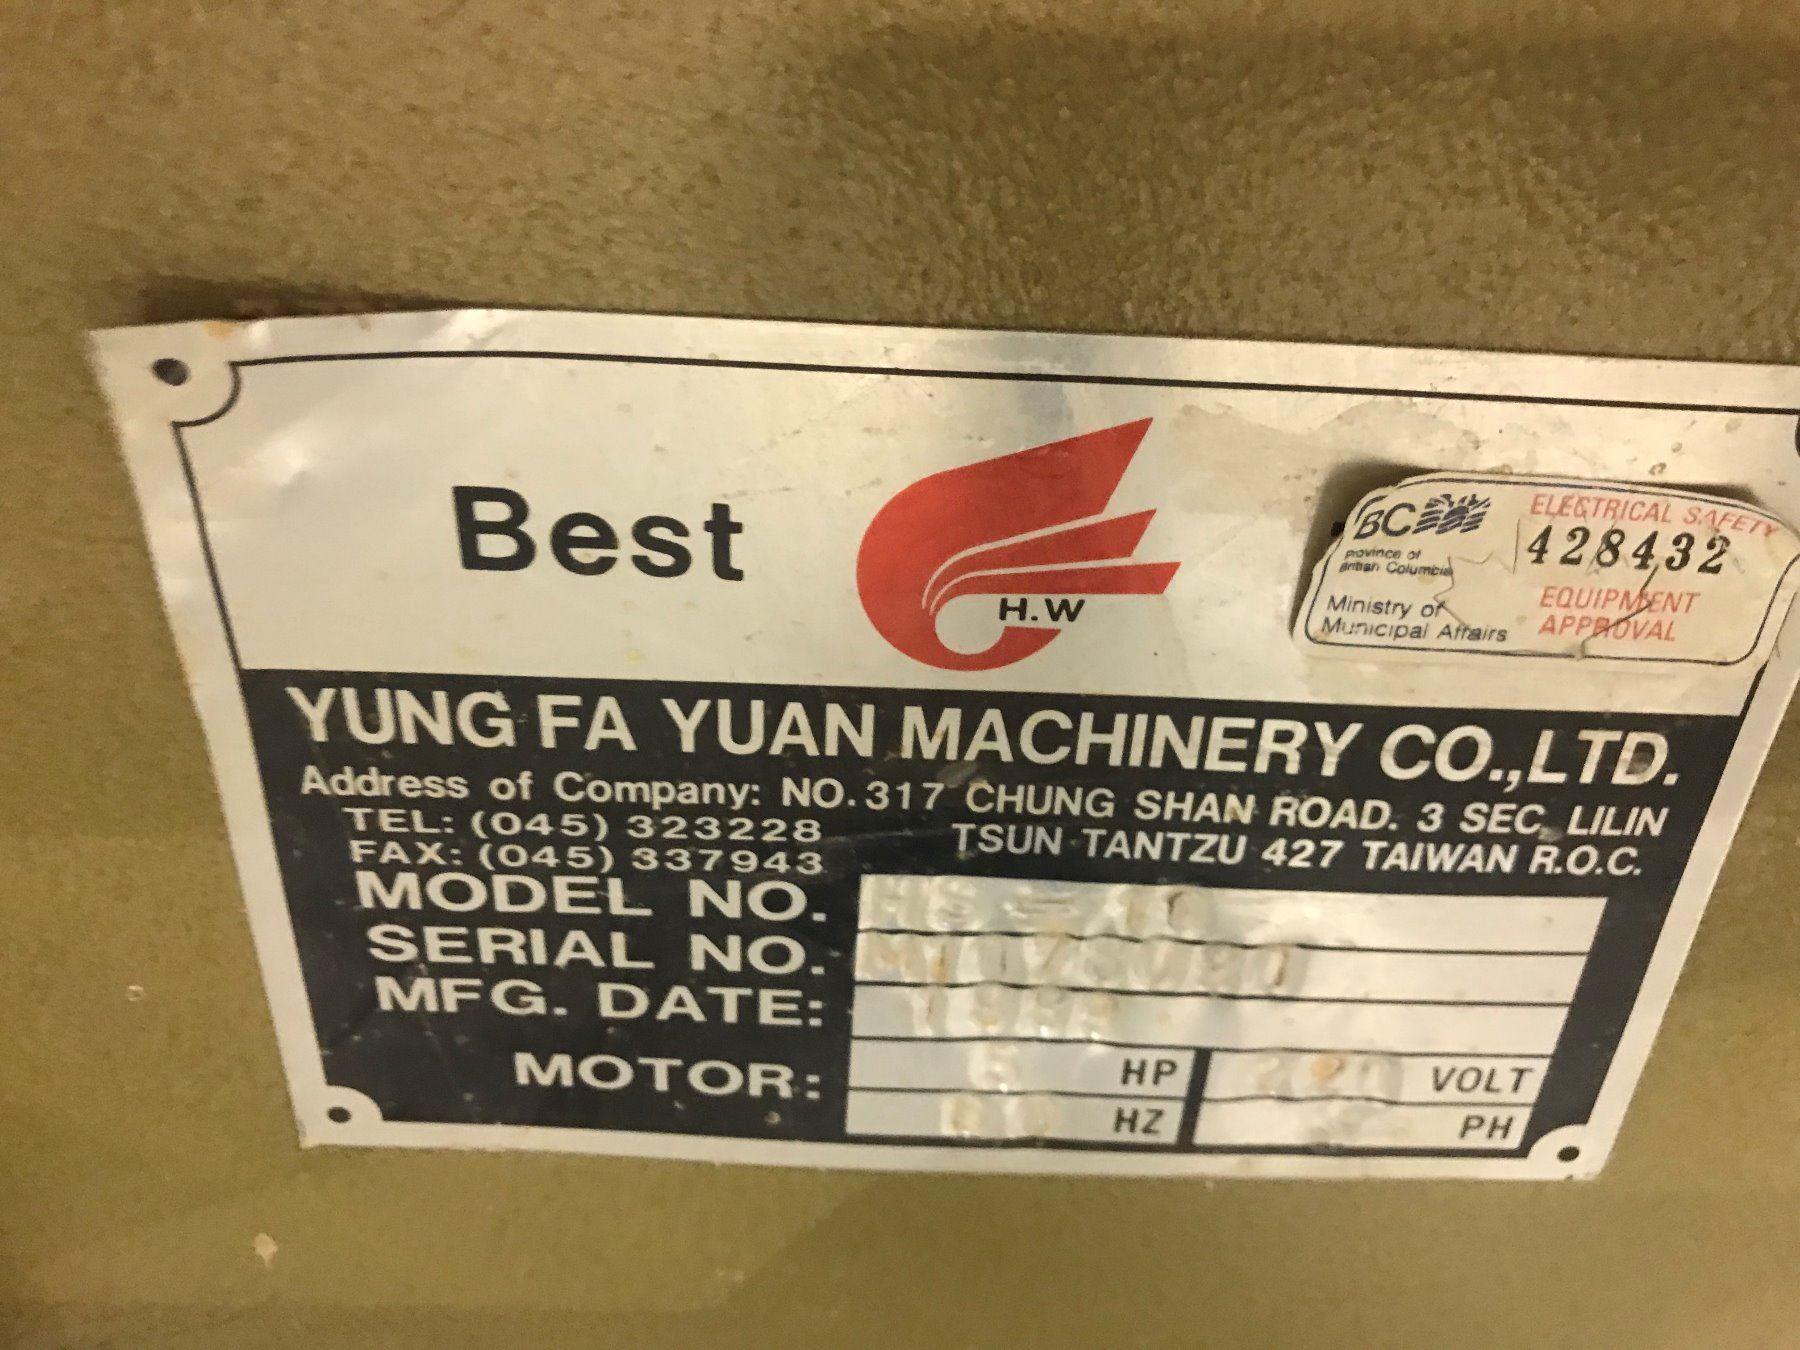 Best
H.W
BC
ELECTRICAL SAFETY
428432
Province of
British Columbia
EQUIPMENT
Ministry of
APPROVAL
Municipal Affairs
YUNG FA YUAN MACHINERY CO.,LTD.
Address of Company: NO. 317 CHUNG SHAN ROAD. 3 SEC, LILIN
TEL: (045) 323228 TSUN TANTZU 427 TAIWAN R.O.C.
FAX: (045) 337943
MODEL NO.
SERIAL NO.
MFG. DATE:
MOTOR: 5 HP VOLT
60 HZ PH